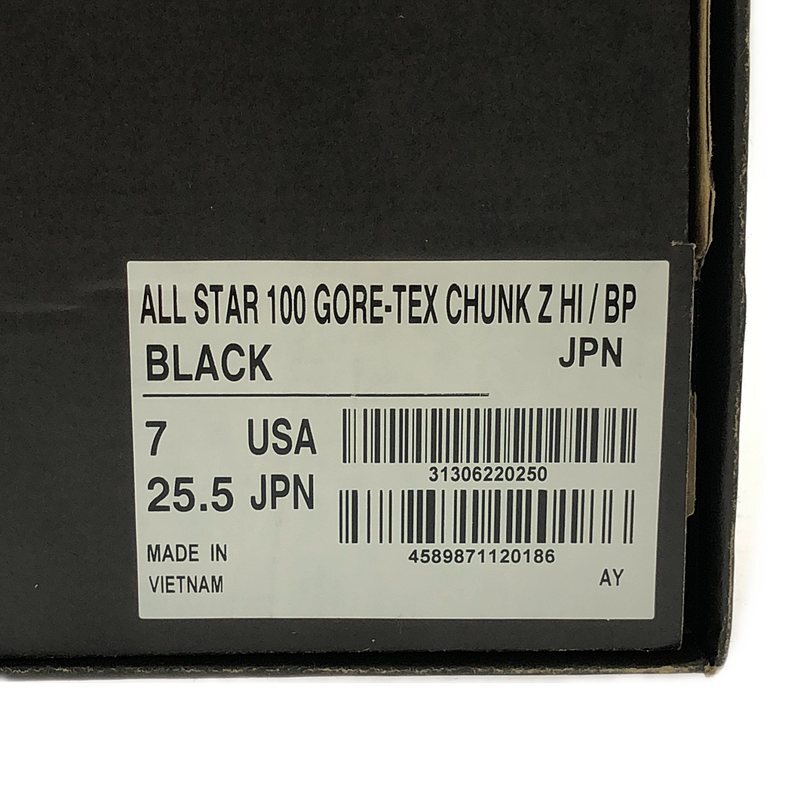 ALL STAR 100 GORE-TEX CHUNK Z HI / BP
BLACK JPN
7 USA
31306220250
25.5 JPN
4589871120186
MADE IN
VIETNAM
AY